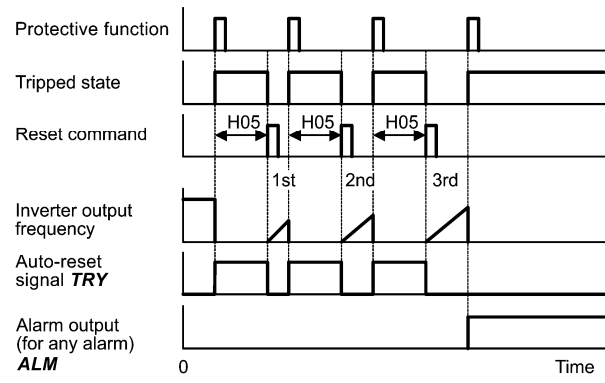 Protective function
Tripped state
H05 H05 H05
Reset command
1st 2nd 3rd
Inverter output
frequency
Auto-reset
signal TRY
Alarm output
(for any alarm)
ALM
0 Time